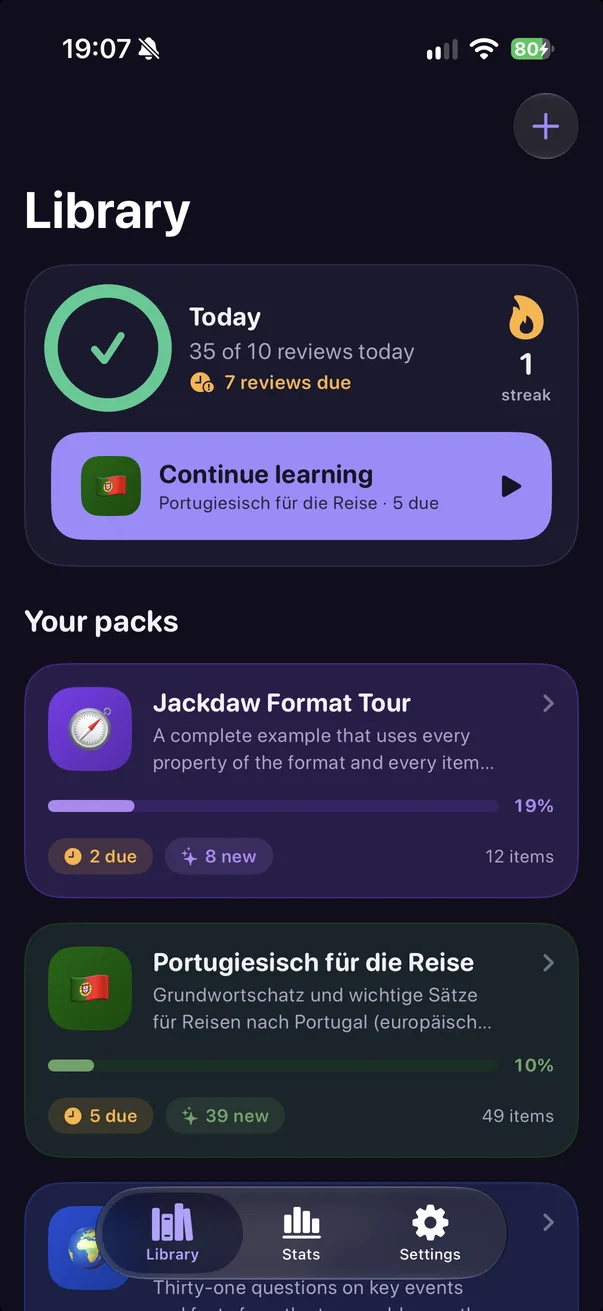 19:07
80
Library
Today
35 of 10 reviews today
7 reviews due
1
streak
Continue learning
Portugiesisch für die Reise · 5 due
Your packs
Jackdaw Format Tour
A complete example that uses every
property of the format and every item...
19%
2 due
8 new
12 items
Portugiesisch für die Reise
Grundwortschatz und wichtige Sätze
für Reisen nach Portugal (europäisch...
10%
5 due
39 new
49 items
Library
Stats
Settings
Thirty-one questions on key events